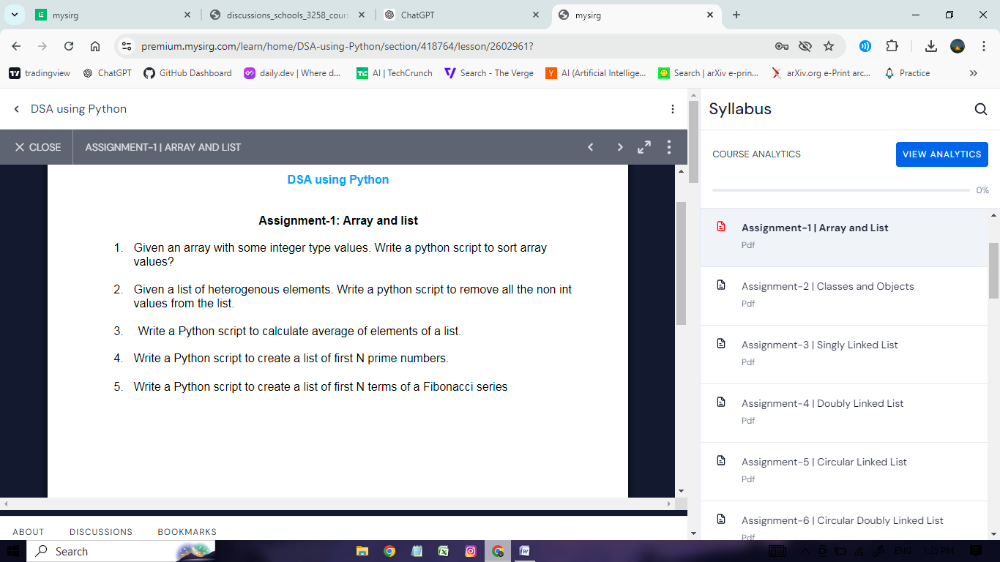 mysirg
discussions_schools_3258_cours
ChatGPT
mysirg
premium.mysirg.com/learn/home/DSA-using-Python/section/418764/lesson/2602961?
tradingview
ChatGPT
GitHub Dashboard
daily.dev | Where d...
AI | TechCrunch
Search - The Verge
AI (Artificial Intellige...
Search | arXiv e-prin...
arXiv.org e-Print arc...
Practice
DSA using Python
CLOSE
ASSIGNMENT-1 | ARRAY AND LIST
DSA using Python
Assignment-1: Array and list
1. Given an array with some integer type values. Write a python script to sort array
values?
2. Given a list of heterogenous elements. Write a python script to remove all the non int
values from the list.
3. Write a Python script to calculate average of elements of a list.
4. Write a Python script to create a list of first N prime numbers.
5. Write a Python script to create a list of first N terms of a Fibonacci series
ABOUT
DISCUSSIONS
BOOKMARKS
Syllabus
COURSE ANALYTICS
VIEW ANALYTICS
0%
Assignment-1 | Array and List
Pdf
Assignment-2 | Classes and Objects
Pdf
Assignment-3 | Singly Linked List
Pdf
Assignment-4 | Doubly Linked List
Pdf
Assignment-5 | Circular Linked List
Pdf
Assignment-6 | Circular Doubly Linked List
Pdf
Search
ENG
1:25 PM